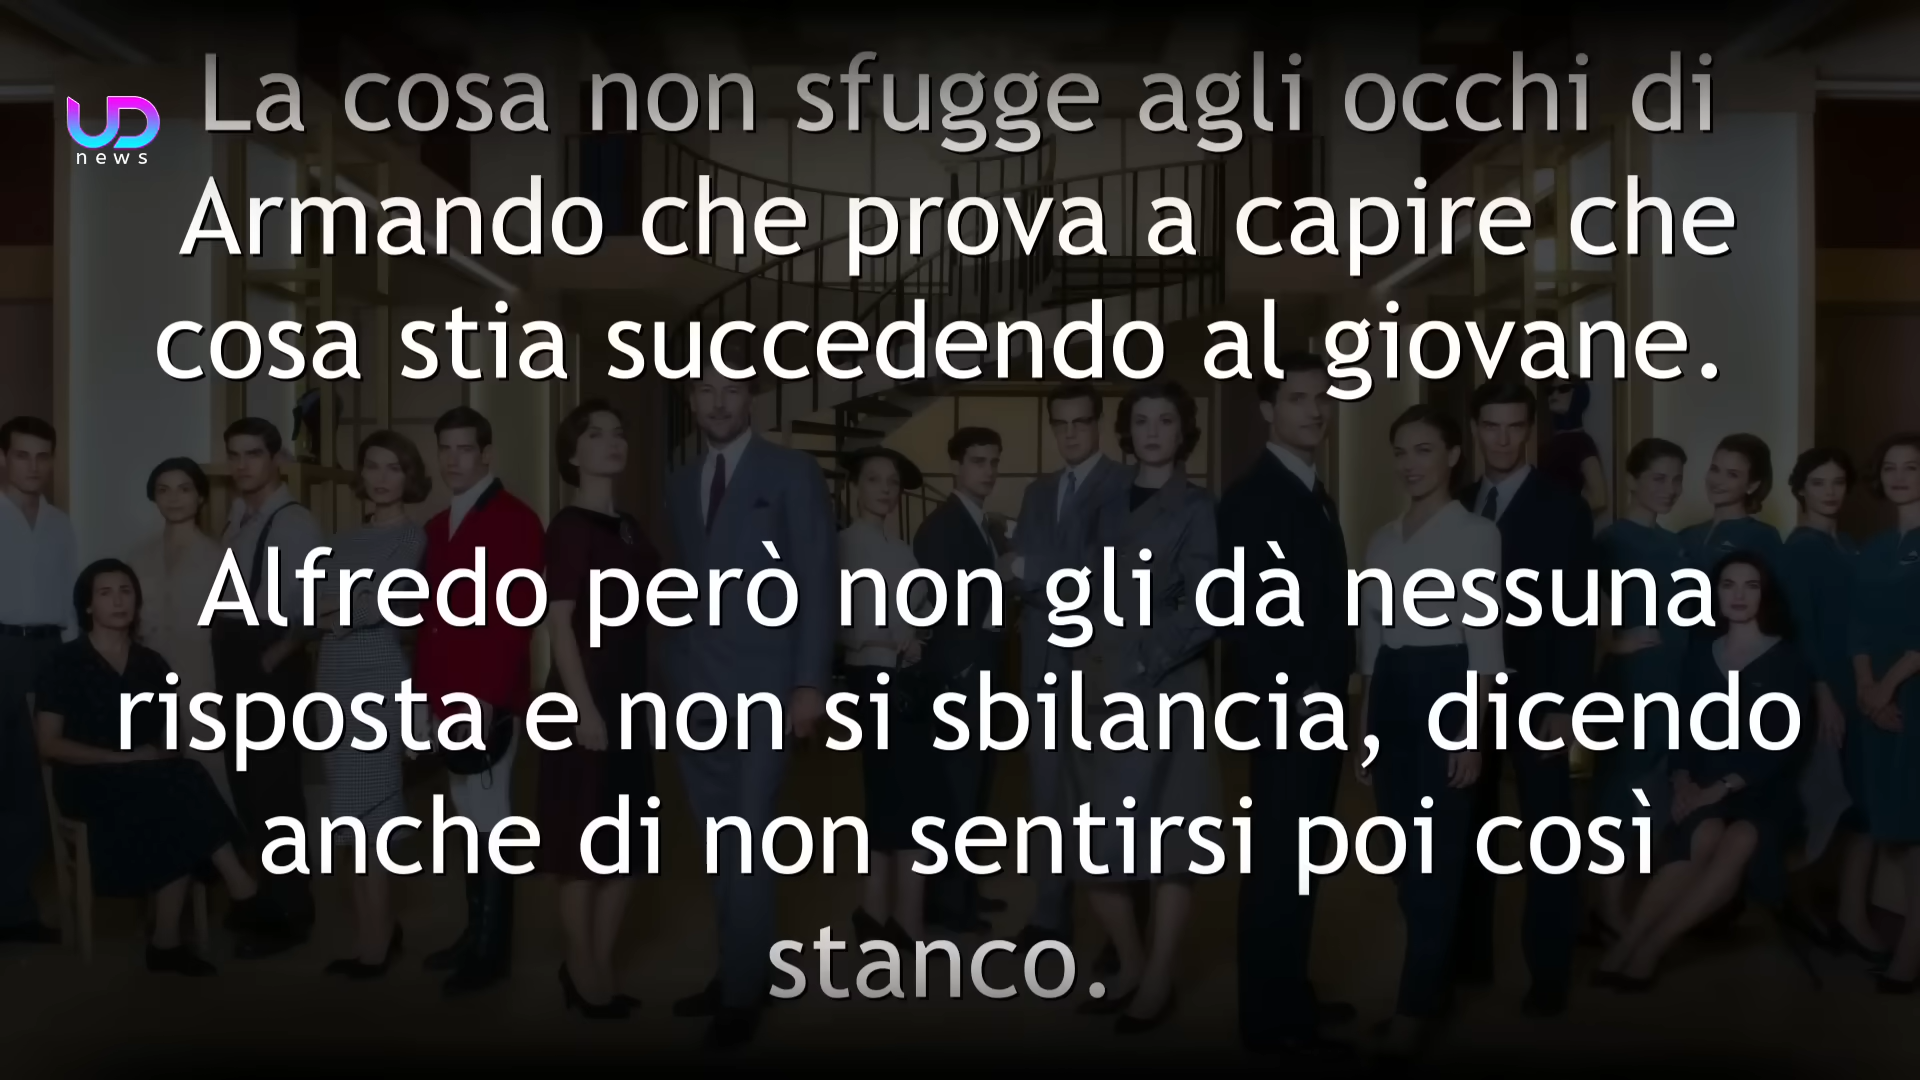 La cosa non sfugge agli occhi di
UD
news
Armando che prova a capire che
cosa stia succedendo al giovane.
Alfredo però non gli dà nessuna
risposta e non si sbilancia, dicendo
anche di non sentirsi poi così
stanco.